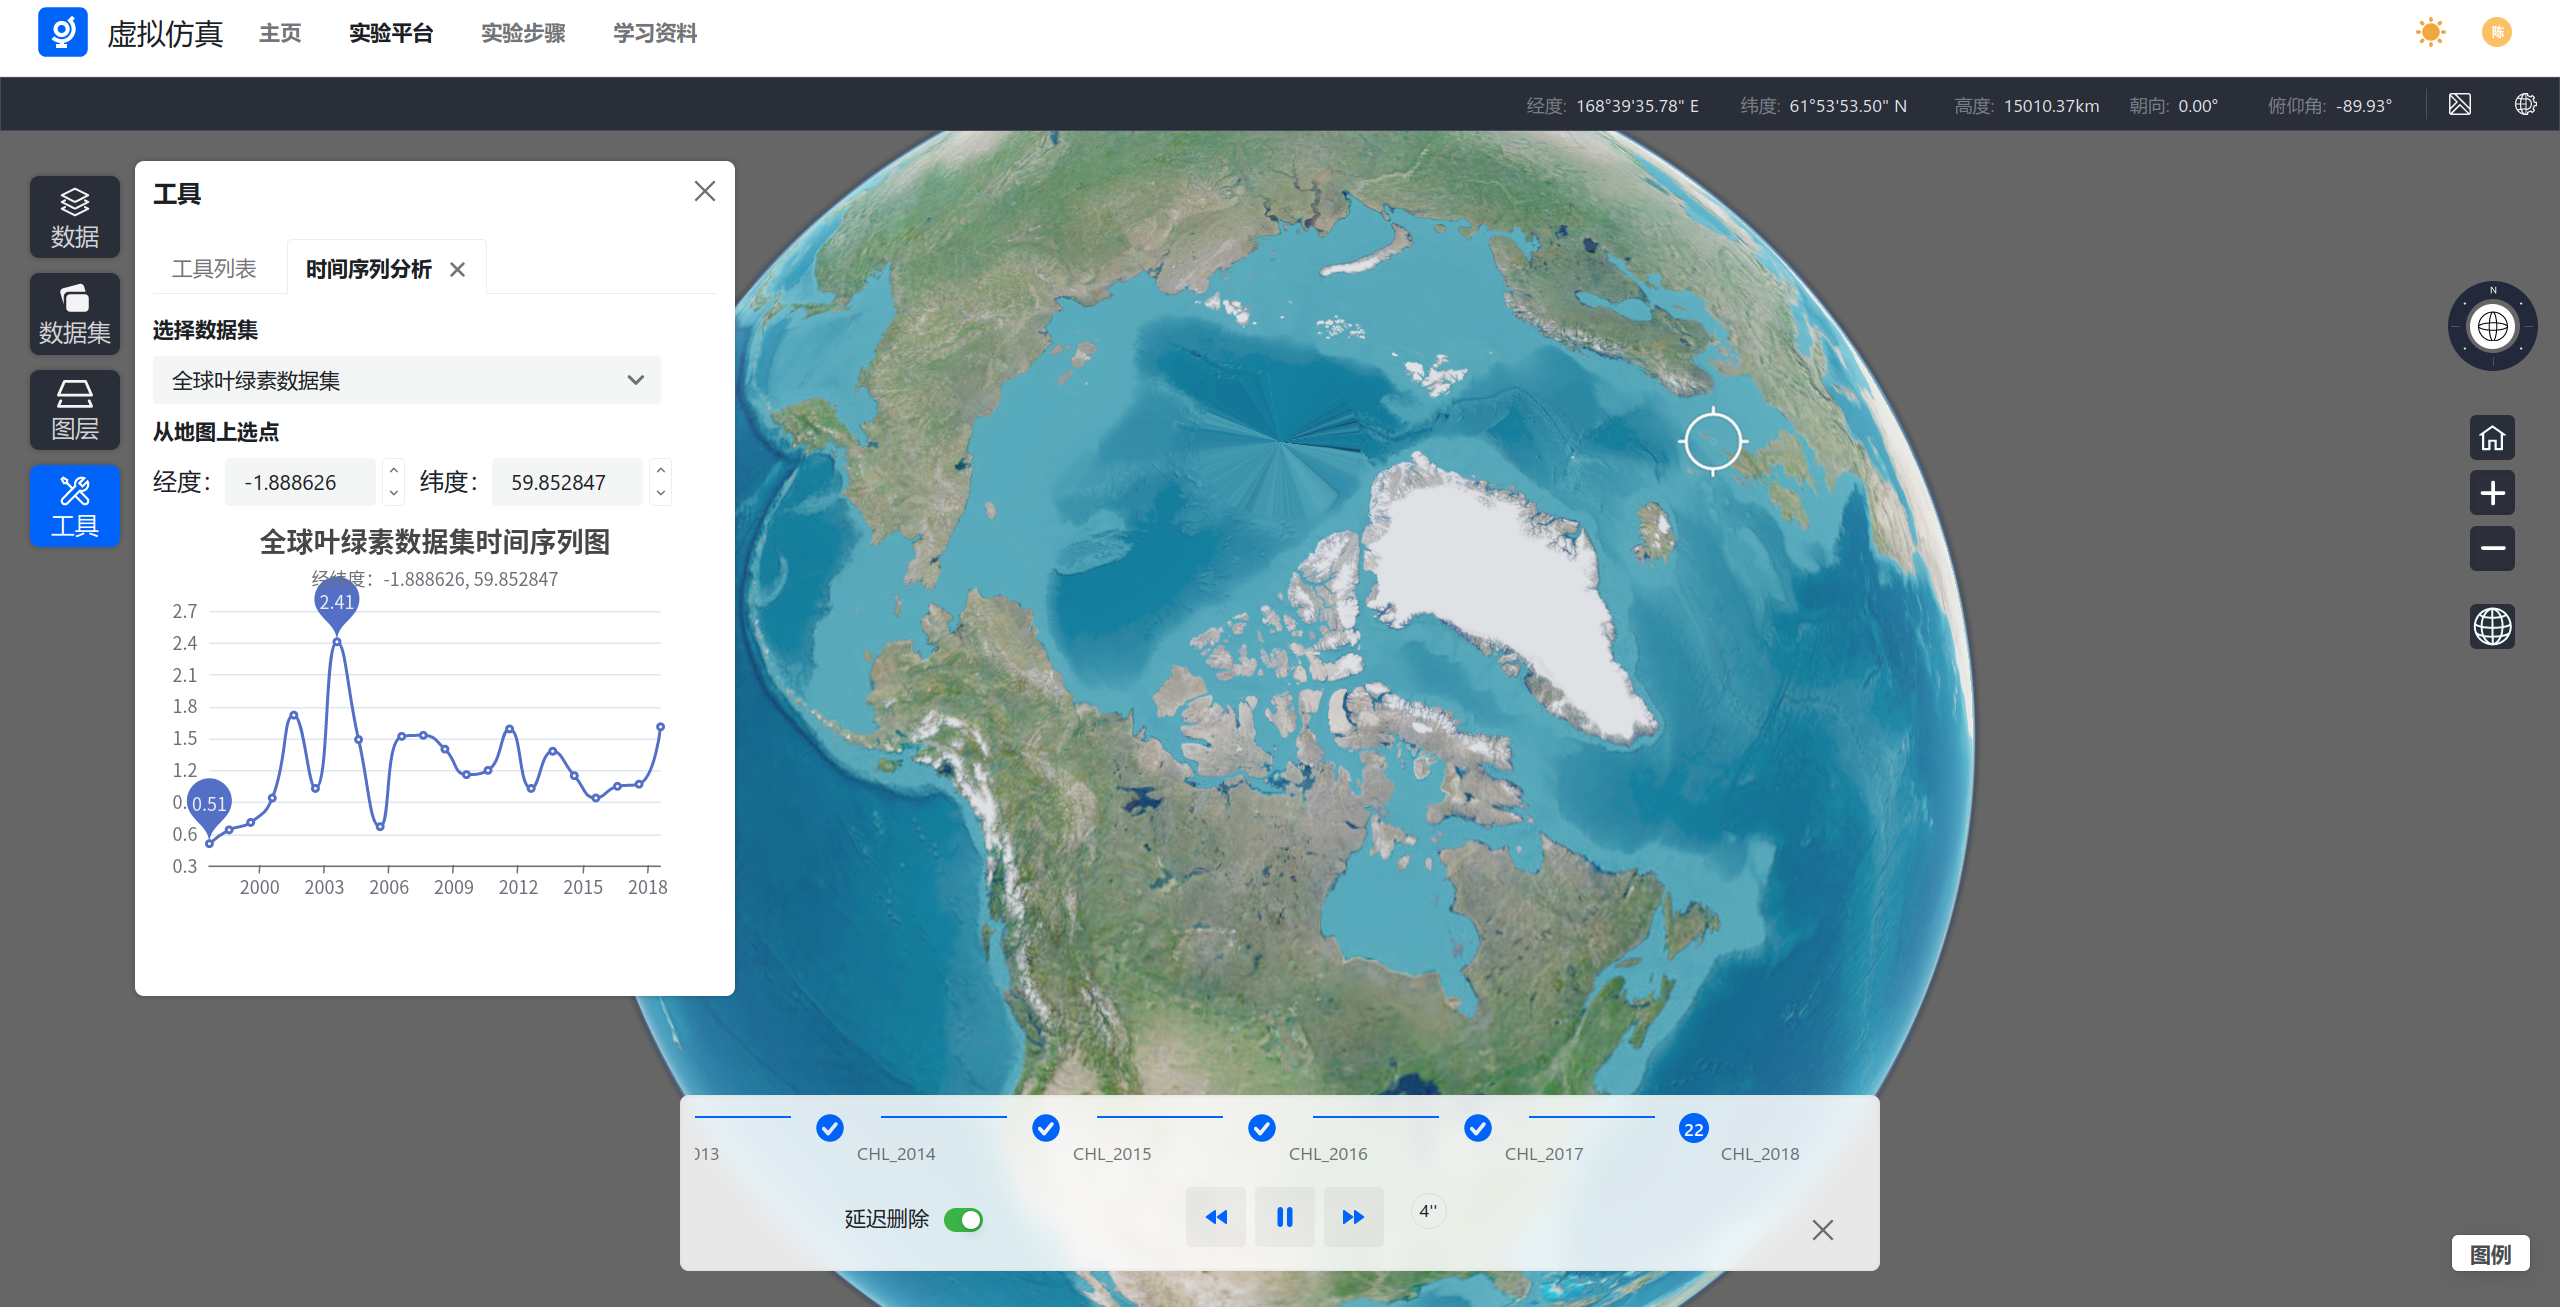 虚拟仿真 主页 实验平台 实验步骤 学习资料 陈
经度: 168°39'35.78" E 纬度: 61°53'53.50" N 高度: 15010.37km 朝向: 0.00° 俯仰角: -89.93°
数据
数据集
图层
工具
工具
工具列表 时间序列分析
选择数据集
全球叶绿素数据集
从地图上选点
经度： -1.888626 纬度： 59.852847
全球叶绿素数据集时间序列图
经纬度：-1.888626, 59.852847
2.41
2.7
2.4
2.1
1.8
1.5
1.2
0.51
0.6
0.3
2000 2003 2006 2009 2012 2015 2018
N
22
013 CHL_2014 CHL_2015 CHL_2016 CHL_2017 CHL_2018
延迟删除 4''
图例